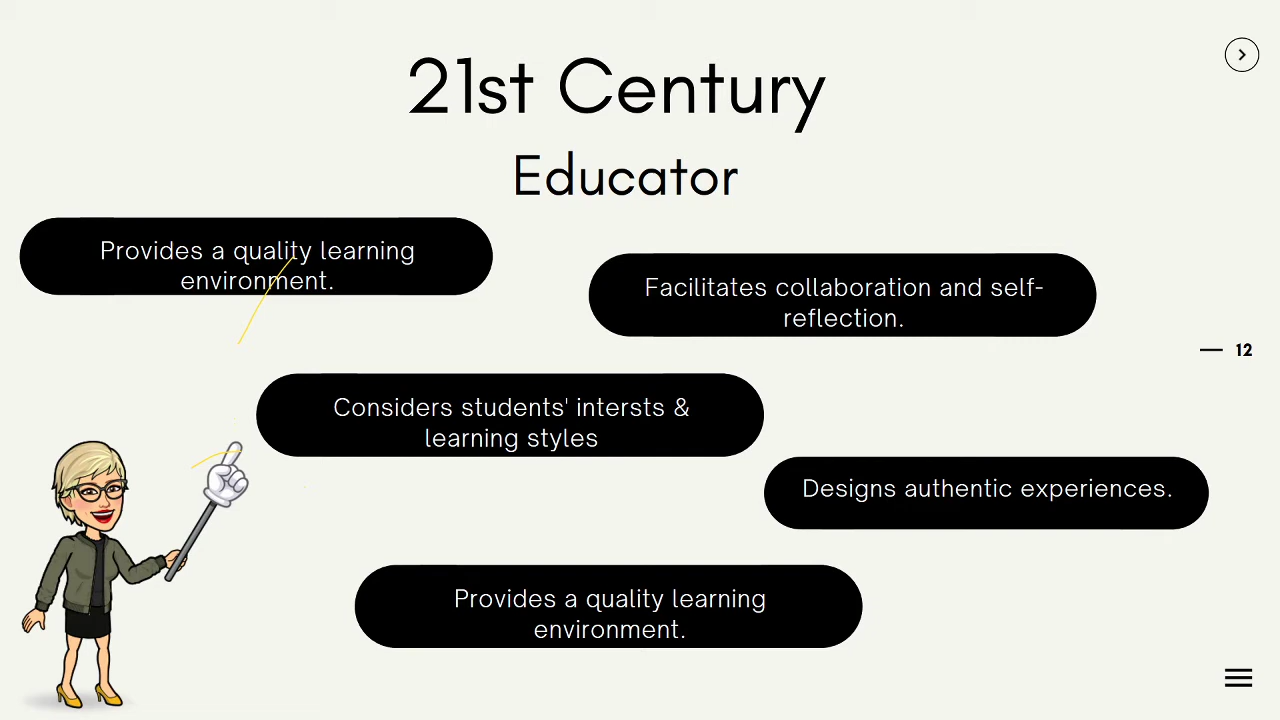 21st Century
Educator
Provides a quality learning
environment.
Facilitates collaboration and self-
reflection.
12
Considers students' intersts &
learning styles
Designs authentic experiences.
Provides a quality learning
environment.